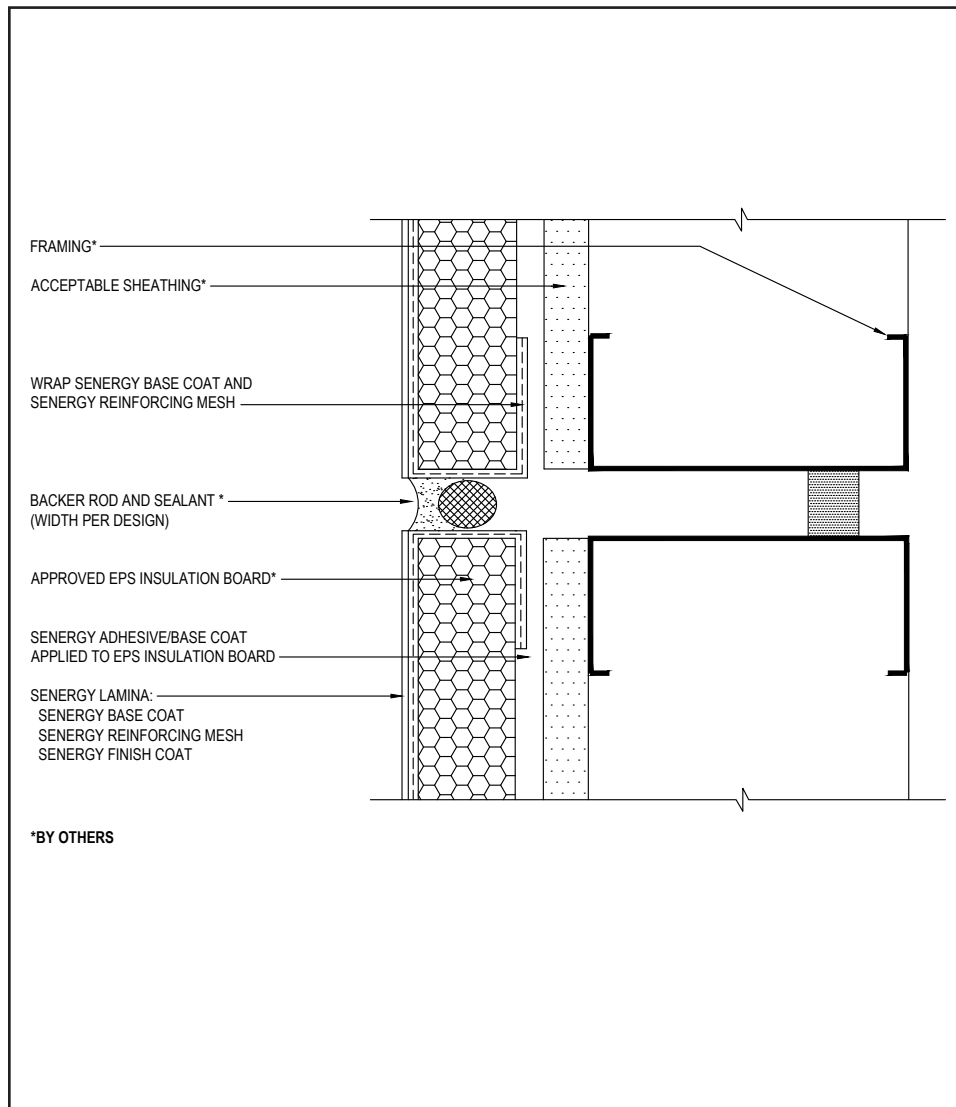 FRAMING*
ACCEPTABLE SHEATHING*
WRAP SENERGY BASE COAT AND
SENERGY REINFORCING MESH
BACKER ROD AND SEALANT *
(WIDTH PER DESIGN)
APPROVED EPS INSULATION BOARD*
SENERGY ADHESIVE/BASE COAT
APPLIED TO EPS INSULATION BOARD
SENERGY LAMINA:
SENERGY BASE COAT
SENERGY REINFORCING MESH
SENERGY FINISH COAT
*BY OTHERS